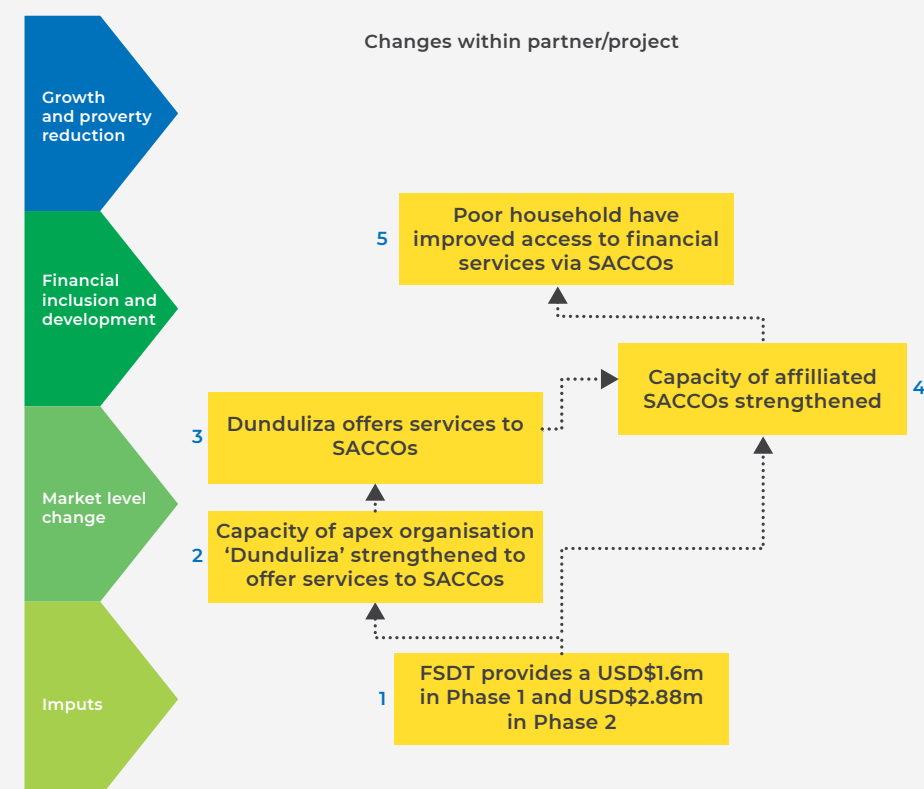 Changes within partner/project
Growth
and proverty
reduction
5
Poor household have
improved access to financial
services via SACCOs
Financial
inclusion and
development
Capacity of affilliated
SACCOs strengthened
4
3
Dunduliza offers services to
SACCOs
Market level
change
2
Capacity of apex organisation
‘Dunduliza’ strengthened to
offer services to SACCos
Imputs
1
FSDT provides a USD$1.6m
in Phase 1 and USD$2.88m
in Phase 2